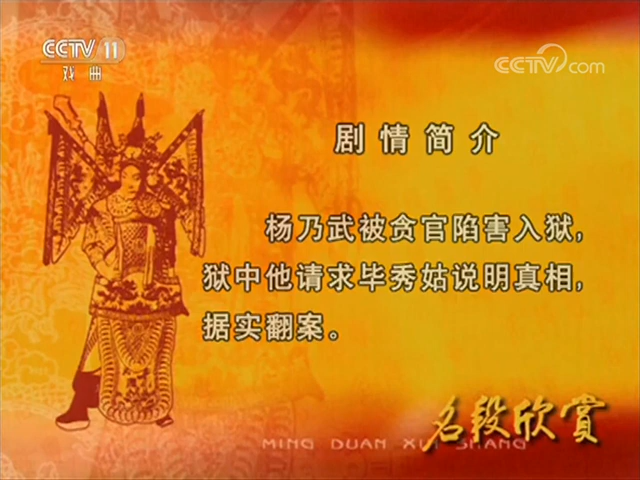 CCTV 11
戏曲
CCTV.com
剧情简介
杨乃武被贪官陷害入狱,
狱中他请求毕秀姑说明真相,
据实翻案。
名段欣赏
MING DUAN XIN SHANG